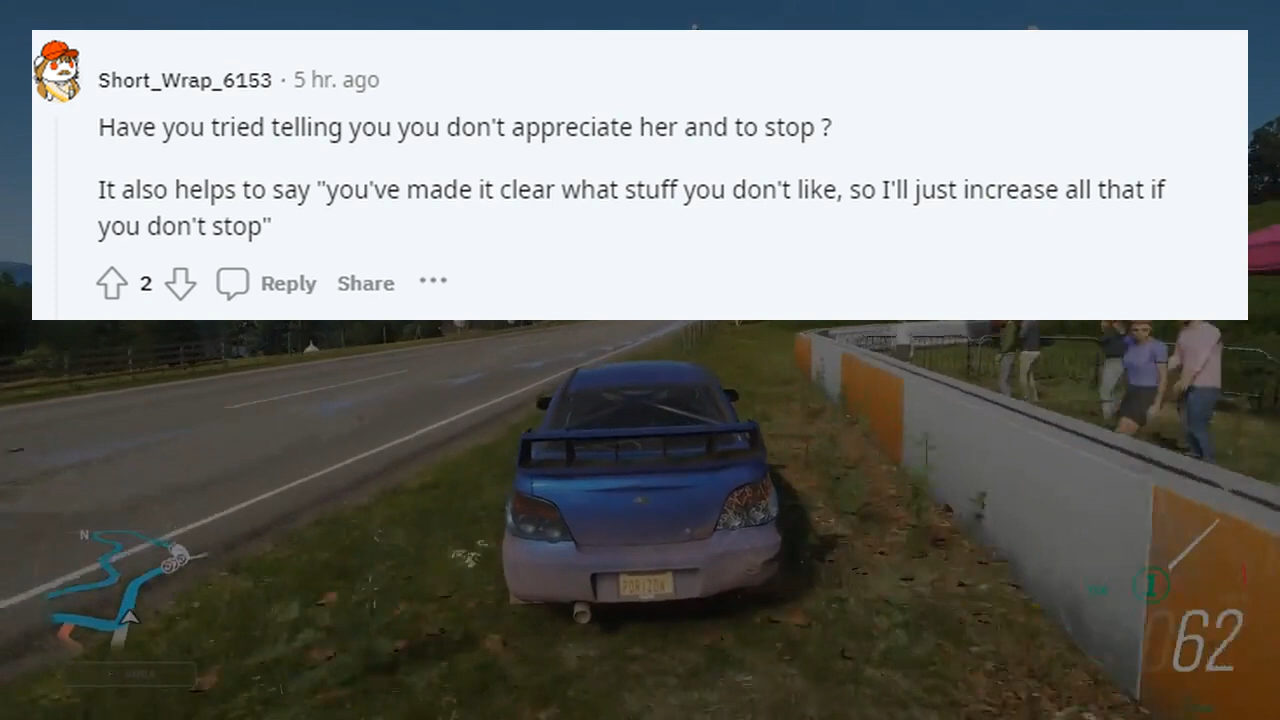 Short_Wrap_6153 · 5 hr. ago
Have you tried telling you you don't appreciate her and to stop ?
It also helps to say "you've made it clear what stuff you don't like, so I'll just increase all that if
you don't stop"
2 Reply Share ···
N
1
62